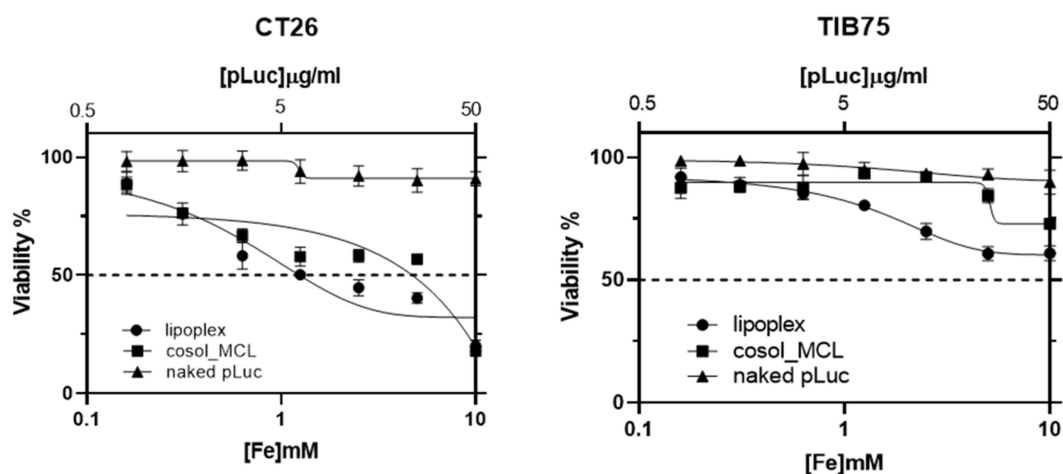 CT26
[pLuc]μg/ml
0.5 5 50
100
50
0
Viability %
lipoplex
cosol_MCL
naked pLuc
0.1 1 10
[Fe]mM
TIB75
[pLuc]μg/ml
0.5 5 50
100
50
0
Viability %
lipoplex
cosol_MCL
naked pLuc
0.1 1 10
[Fe]mM